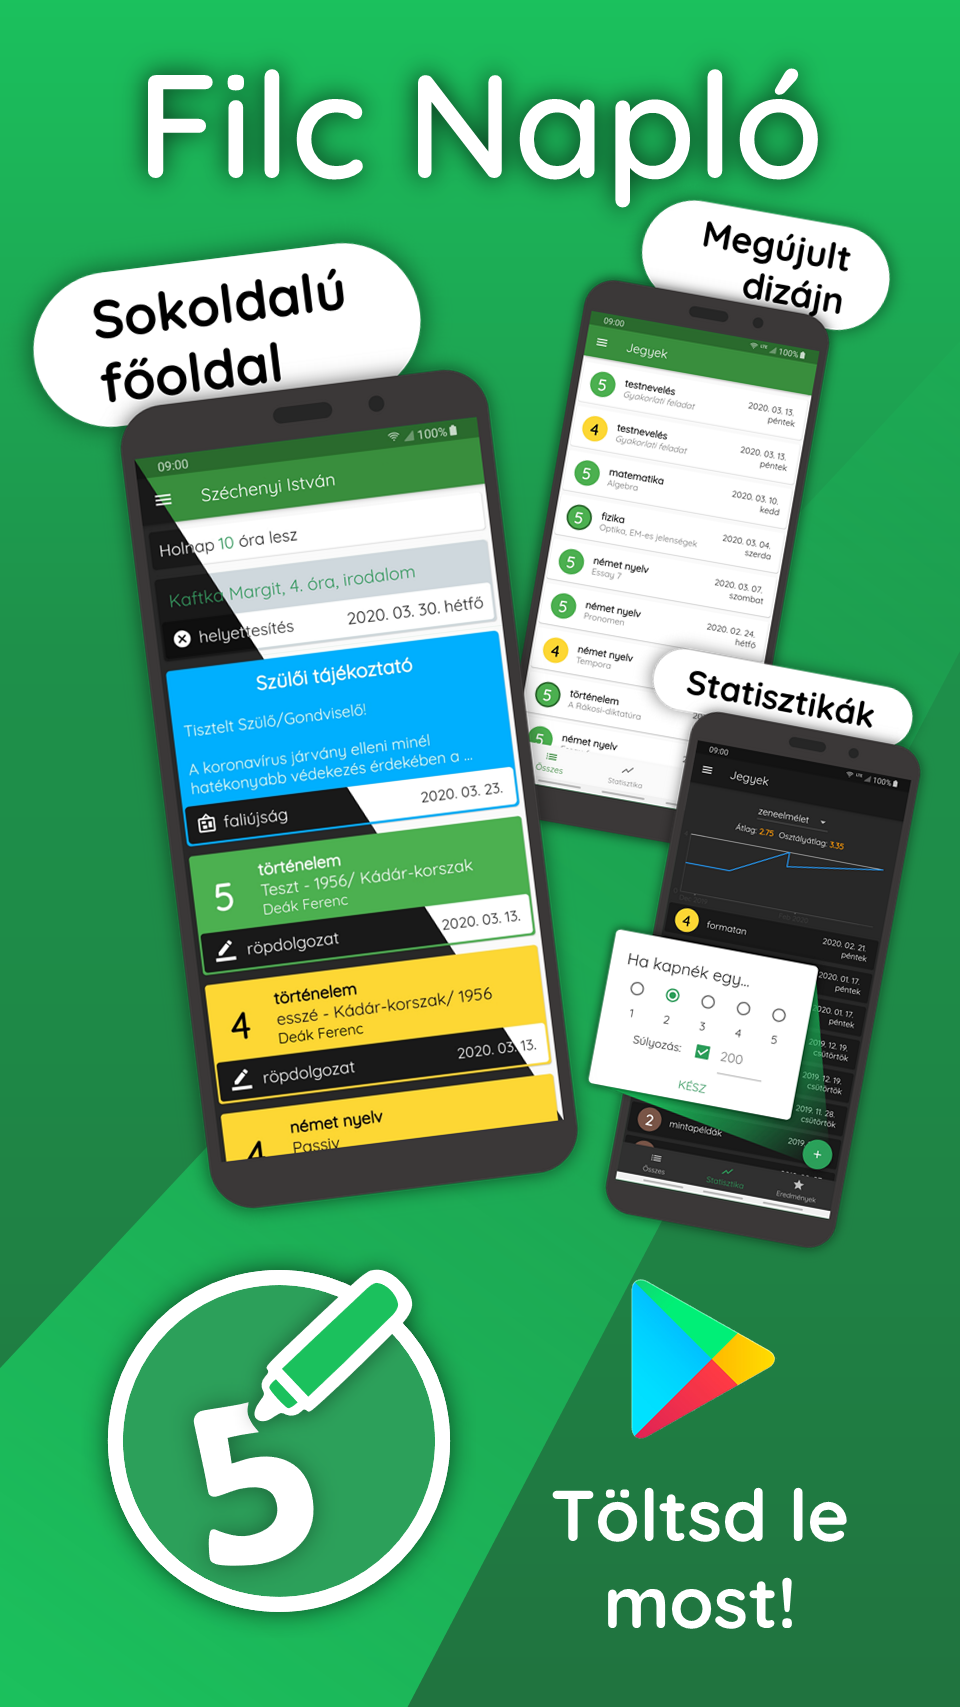 Filc Napló
Megújult
dizájn
Sokoldalú
főoldal
09:00
100%
Széchenyi István
Holnap 10 óra lesz
Kaftka Margit, 4. óra, irodalom
helyettesítés
2020. 03. 30. hétfő
Szülői tájékoztató
Tisztelt Szülő/Gondviselő!
A koronavírus járvány elleni minél
hatékonyabb védekezés érdekében a ...
faliújság
2020. 03. 23.
5
történelem
Teszt - 1956/ Kádár-korszak
Deák Ferenc
röpdolgozat
2020. 03. 13.
4
történelem
esszé - Kádár-korszak/ 1956
Deák Ferenc
röpdolgozat
2020. 03. 13.
4
német nyelv
Passiv
09:00
LTE 100%
Jegyek
5 testnevelés 2020. 03. 13.
Gyakorlati feladat péntek
4 testnevelés 2020. 03. 13.
Gyakorlati feladat péntek
5 matematika 2020. 03. 10.
Algebra kedd
5 fizika 2020. 03. 04.
Optika, EM-es jelenségek szerda
5 német nyelv 2020. 03. 07.
Essay 7 szombat
5 német nyelv 2020. 02. 24.
Pronomen hétfő
4 német nyelv
Tempora
5 történelem
A Rákosi-diktatúra
5 német nyelv
Összes
Statisztika
Statisztikák
09:00
LTE 100%
Jegyek
zeneelmélet
Átlag: 2.75 Osztályátlag: 3.35
4 formatan 2020. 02. 21.
péntek
2020. 01. 17.
péntek
2020. 01. 17.
péntek
2019. 12. 19.
csütörtök
2019. 12. 19.
csütörtök
2019. 11. 28.
csütörtök
Ha kapnék egy...
1 2 3 4 5
Súlyozás: 200
KÉSZ
2 mintapéldák 2019.
+
Összes
Statisztika
Eredmények
5
Töltsd le
most!